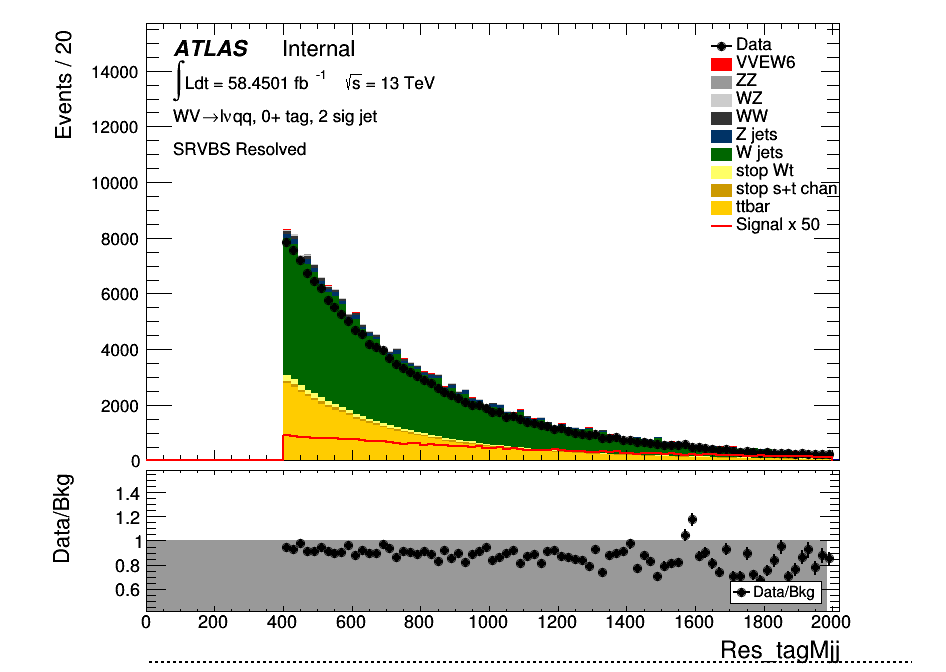 Events / 20
14000
12000
10000
8000
6000
4000
2000
0
ATLAS Internal
∫Ldt = 58.4501 fb -1 √s = 13 TeV
WV→lνqq, 0+ tag, 2 sig jet
SRVBS Resolved
Data
VVEW6
ZZ
WZ
WW
Z jets
W jets
stop Wt
stop s+t chan
ttbar
Signal x 50
Data/Bkg
1.4
1.2
1
0.8
0.6
Data/Bkg
0 200 400 600 800 1000 1200 1400 1600 1800 2000
Res_tagMjj